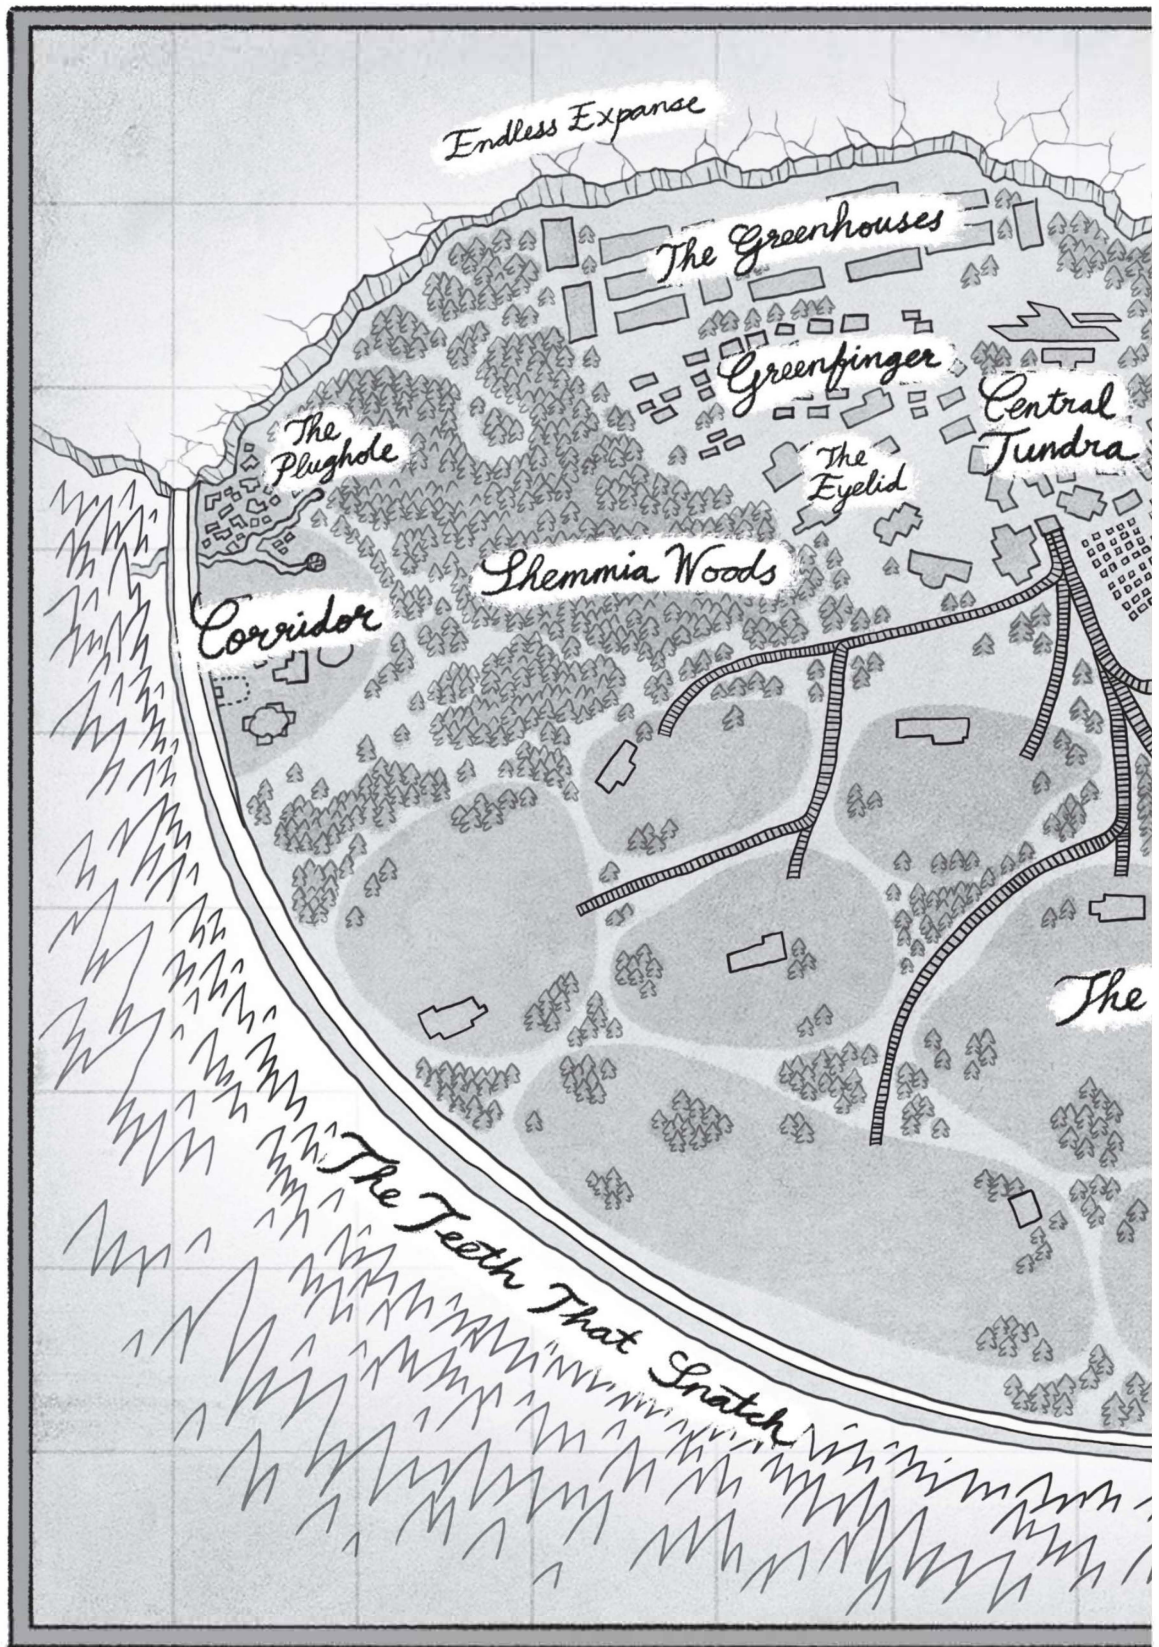 Endless Expanse
The Greenhouses
Greenfinger
Central
Tundra
The
Plughole
The
Eyelid
Shemmia Woods
Corridor
The
The Teeth That Snatch